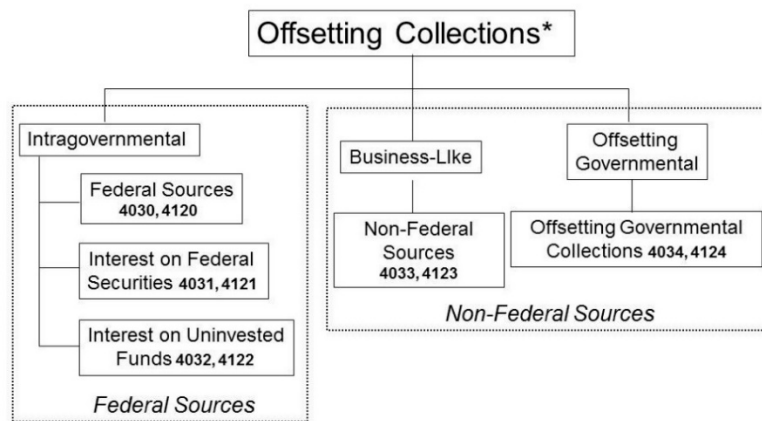 Offsetting Collections*
Intragovernmental
Federal Sources
4030, 4120
Interest on Federal
Securities 4031, 4121
Interest on Uninvested
Funds 4032, 4122
Federal Sources
Business-LIke
Non-Federal
Sources
4033, 4123
Offsetting
Governmental
Offsetting Governmental
Collections 4034, 4124
Non-Federal Sources